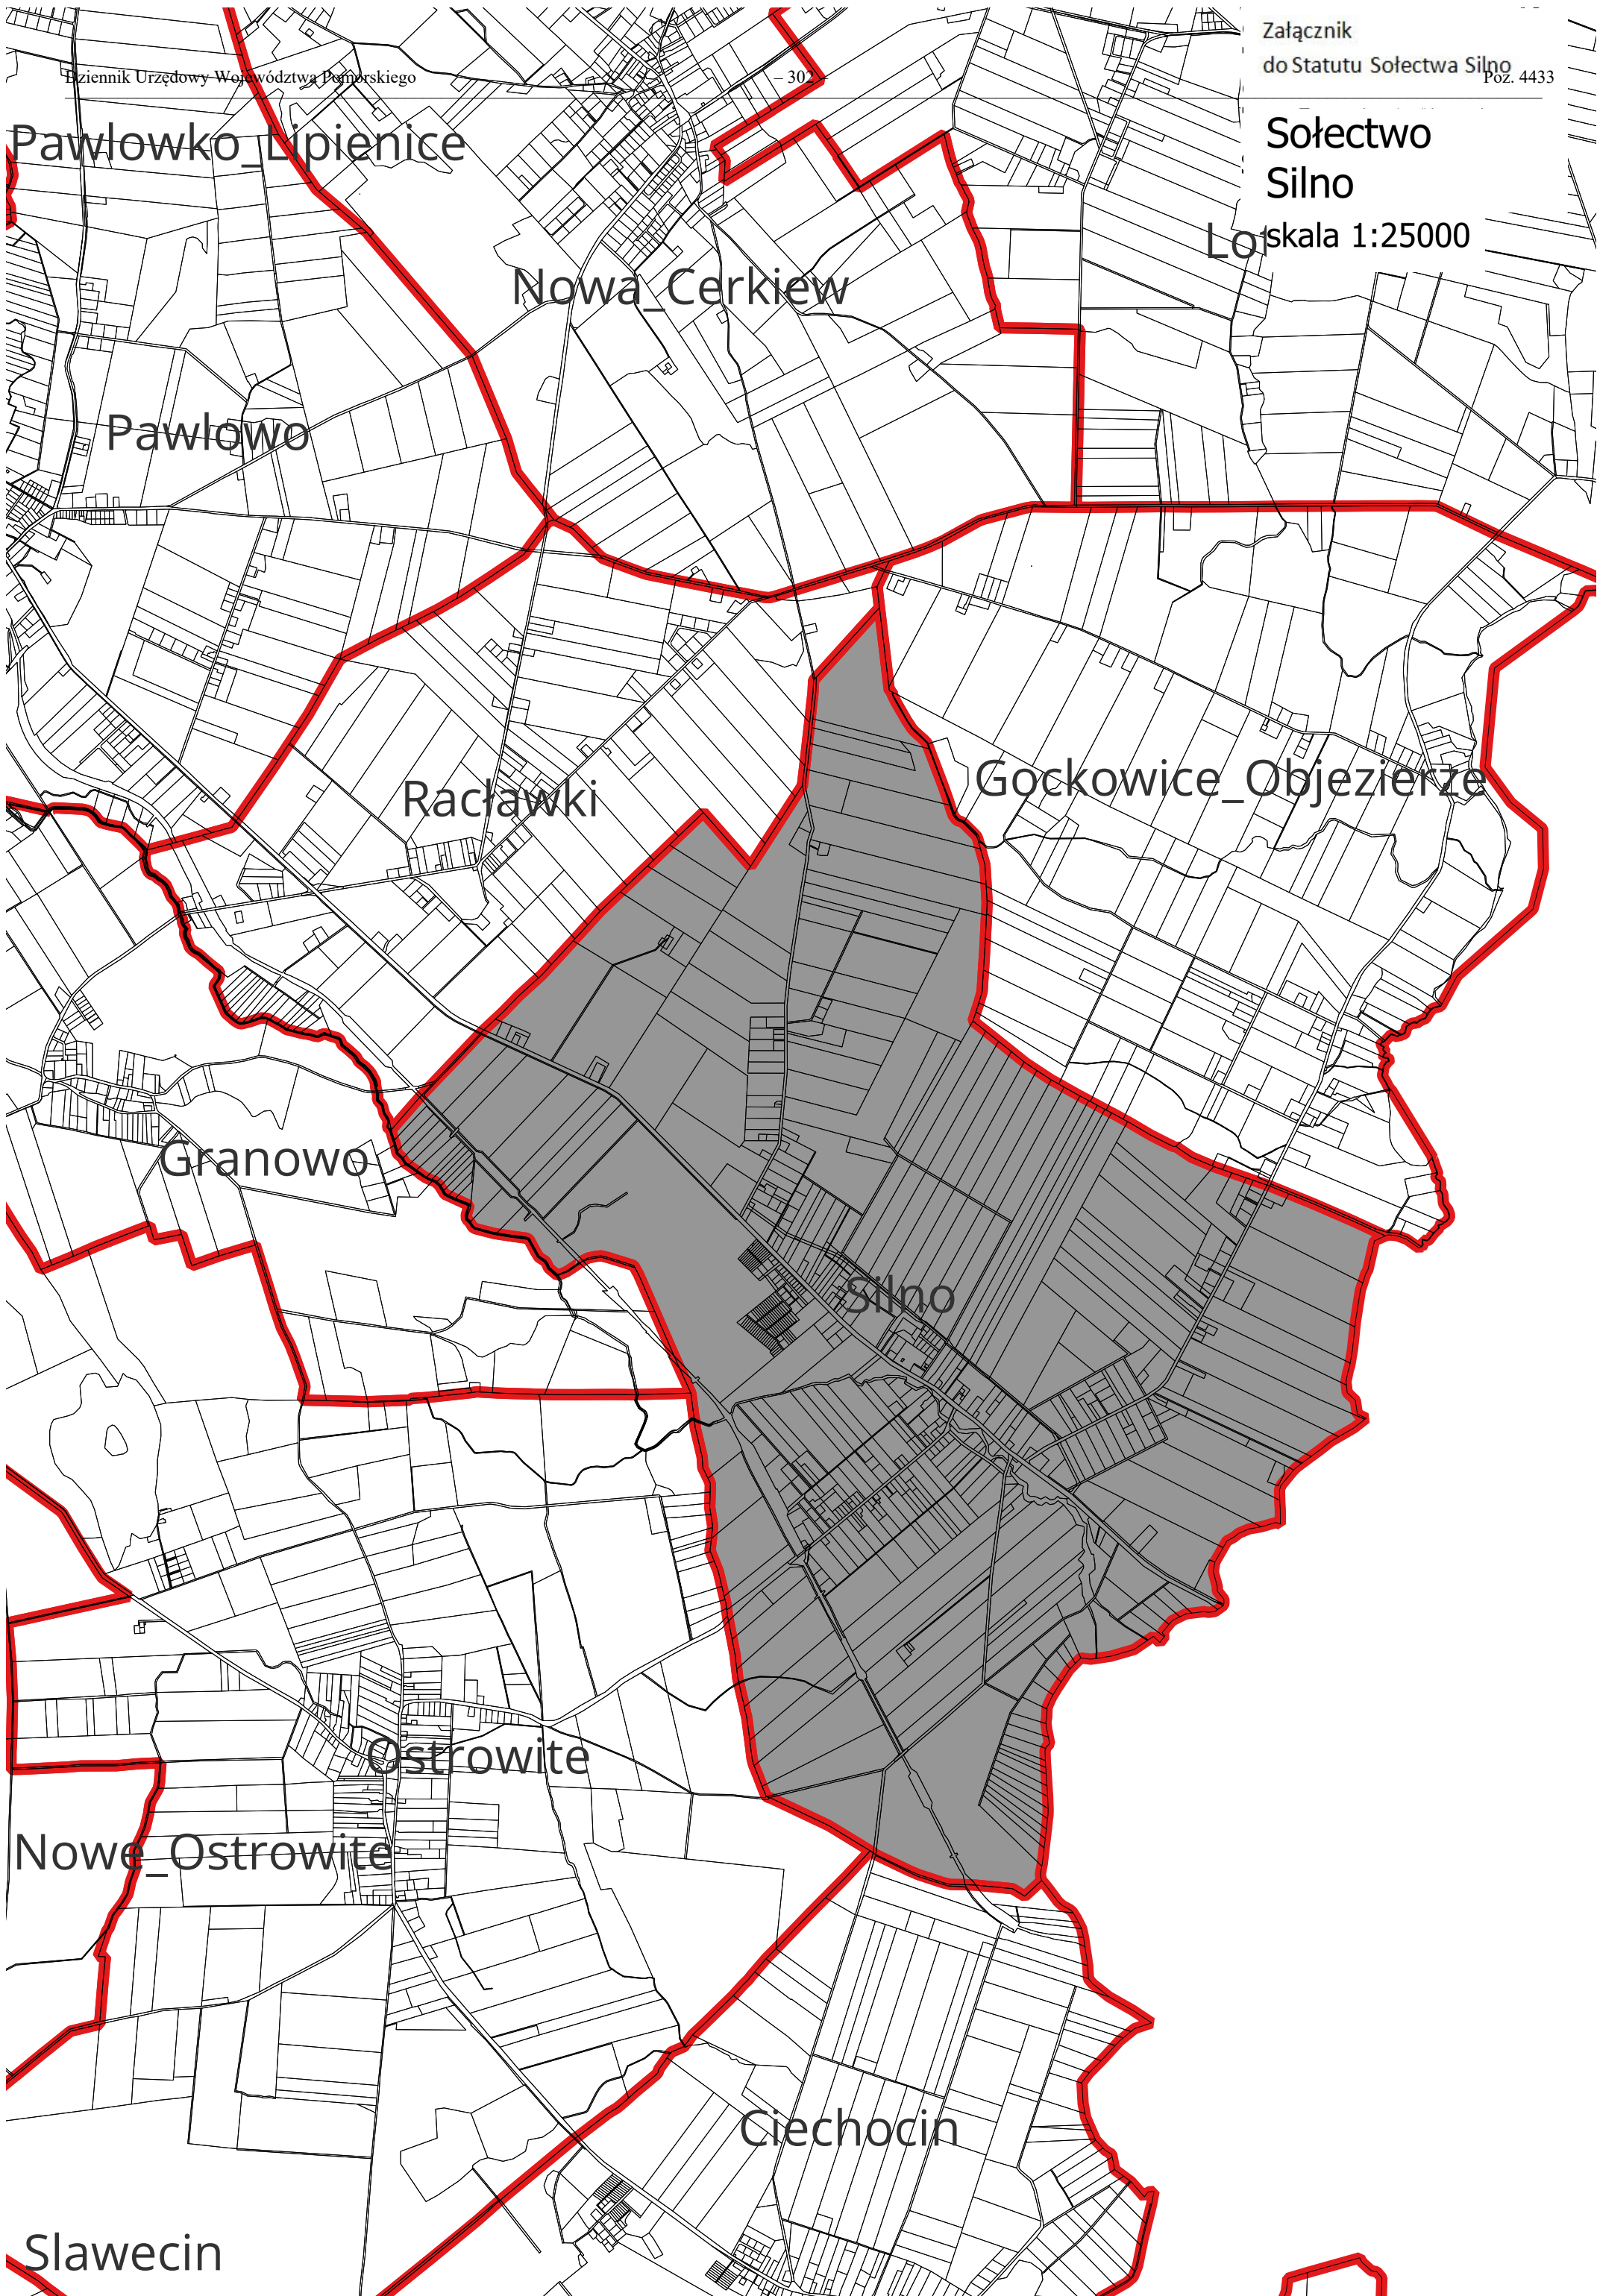 Załącznik
do Statutu Sołectwa Silno
Dziennik Urzędowy Województwa Pomorskiego
– 302 –
Poz. 4433
Sołectwo
Silno
skala 1:25000
Pawlowko_Lipienice
Lo
Nowa_Cerkiew
Pawlowo
Racławki
Gockowice_Objezierze
Granowo
Silno
Ostrowite
Nowe_Ostrowite
Ciechocin
Slawecin